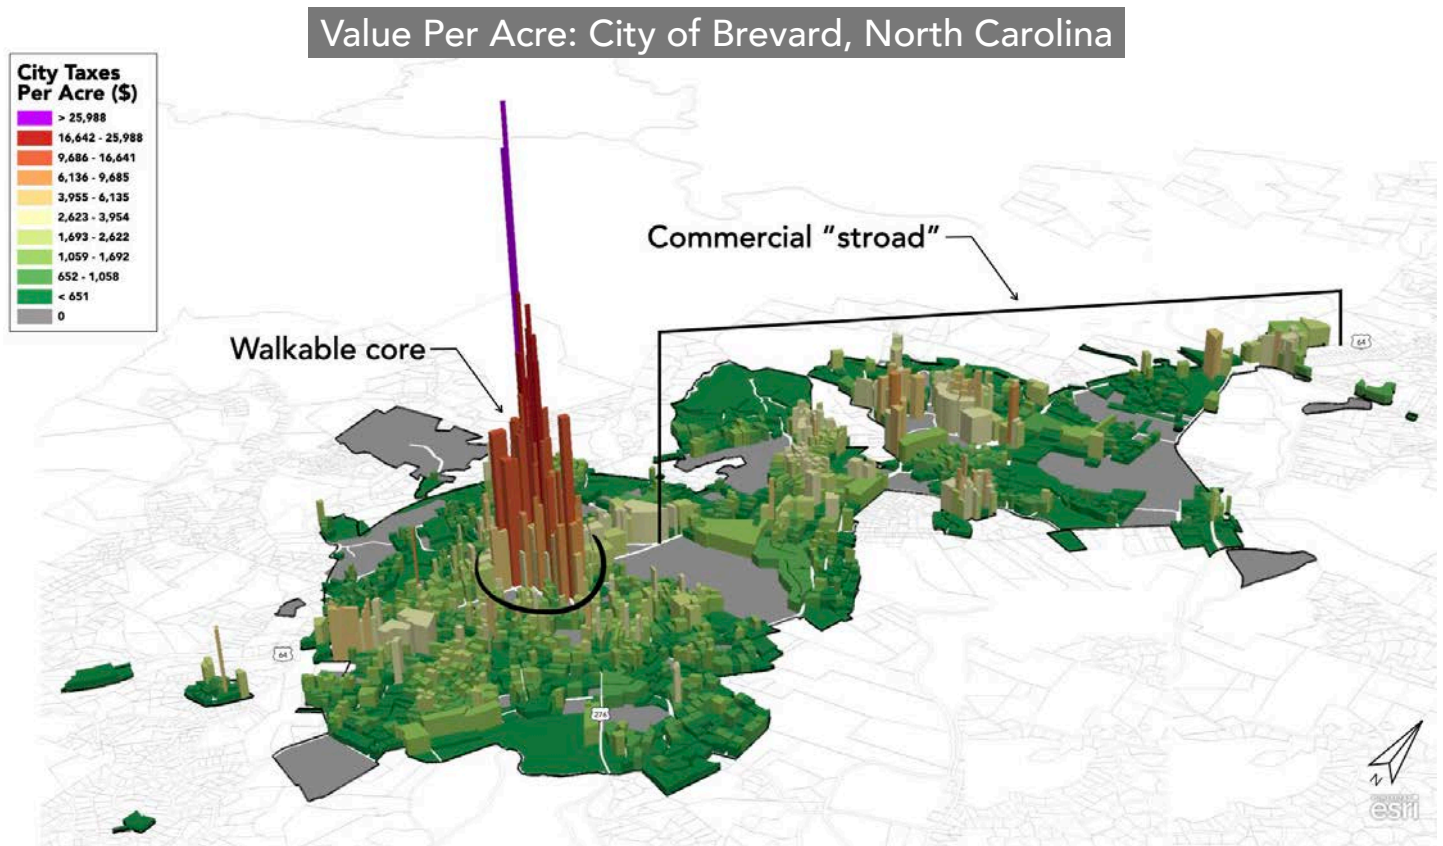 Value Per Acre: City of Brevard, North Carolina
City Taxes
Per Acre ($)
> 25,988
16,642 - 25,988
9,686 - 16,641
6,136 - 9,685
3,955 - 6,135
2,623 - 3,954
1,693 - 2,622
1,059 - 1,692
652 - 1,058
< 651
0
Commercial "stroad"
Walkable core
64
64
276
N
esri